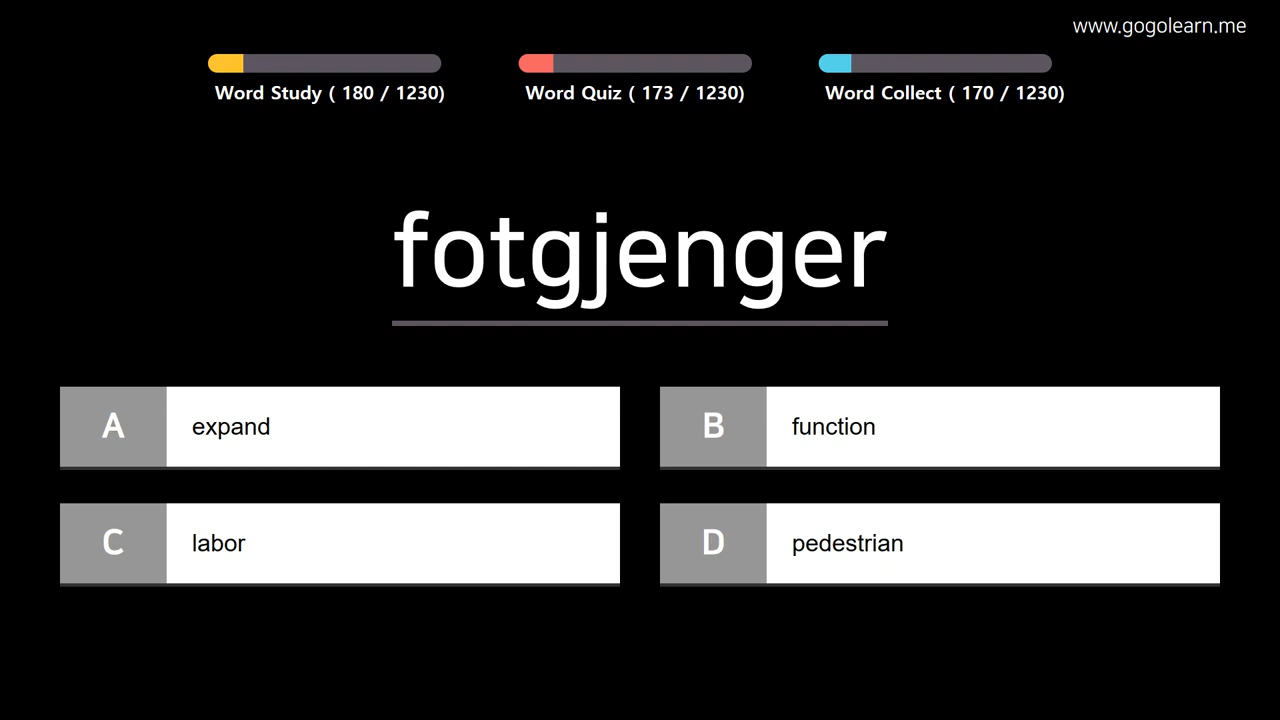 www.gogolearn.me
Word Study ( 180 / 1230)
Word Quiz ( 173 / 1230)
Word Collect ( 170 / 1230)
fotgjenger
A expand
B function
C labor
D pedestrian